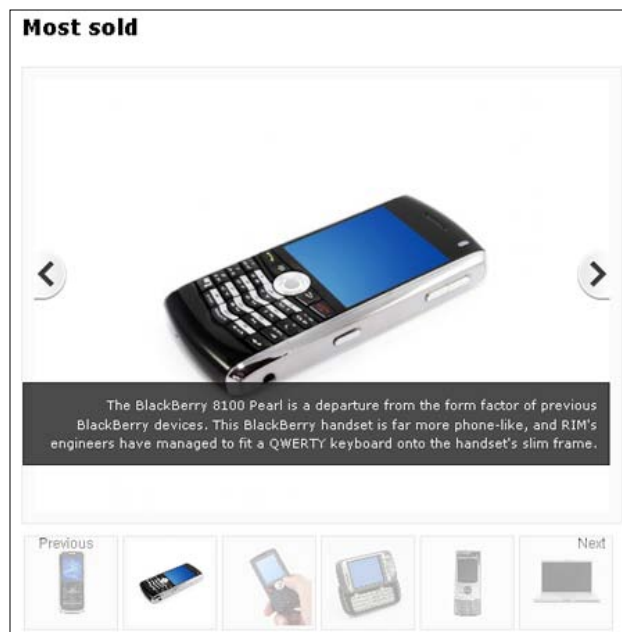 Most sold
The BlackBerry 8100 Pearl is a departure from the form factor of previous
BlackBerry devices. This BlackBerry handset is far more phone-like, and RIM's
engineers have managed to fit a QWERTY keyboard onto the handset's slim frame.
Previous
Next